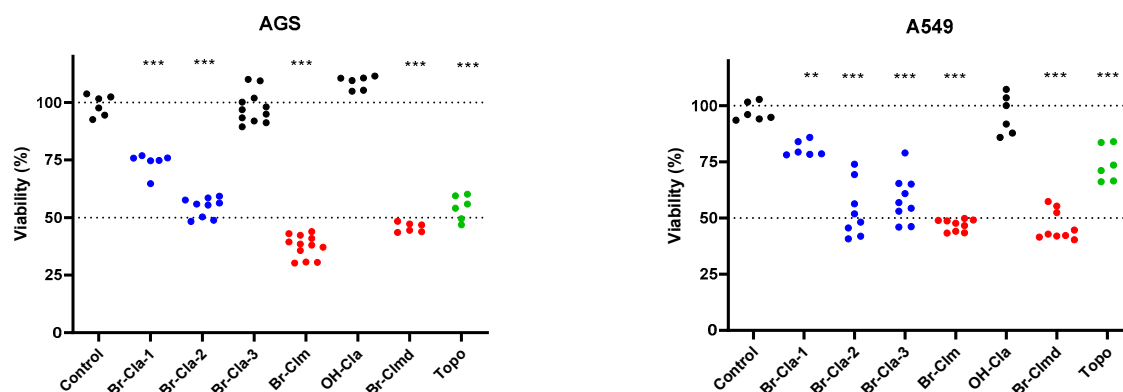 AGS
Viability (%)
100
75
50
25
0
*** *** *** *** ***
Control Br-Cla-1 Br-Cla-2 Br-Cla-3 Br-Clm OH-Cla Br-Clmd Topo
A549
Viability (%)
100
75
50
25
0
** *** *** *** *** ***
Control Br-Cla-1 Br-Cla-2 Br-Cla-3 Br-Clm OH-Cla Br-Clmd Topo